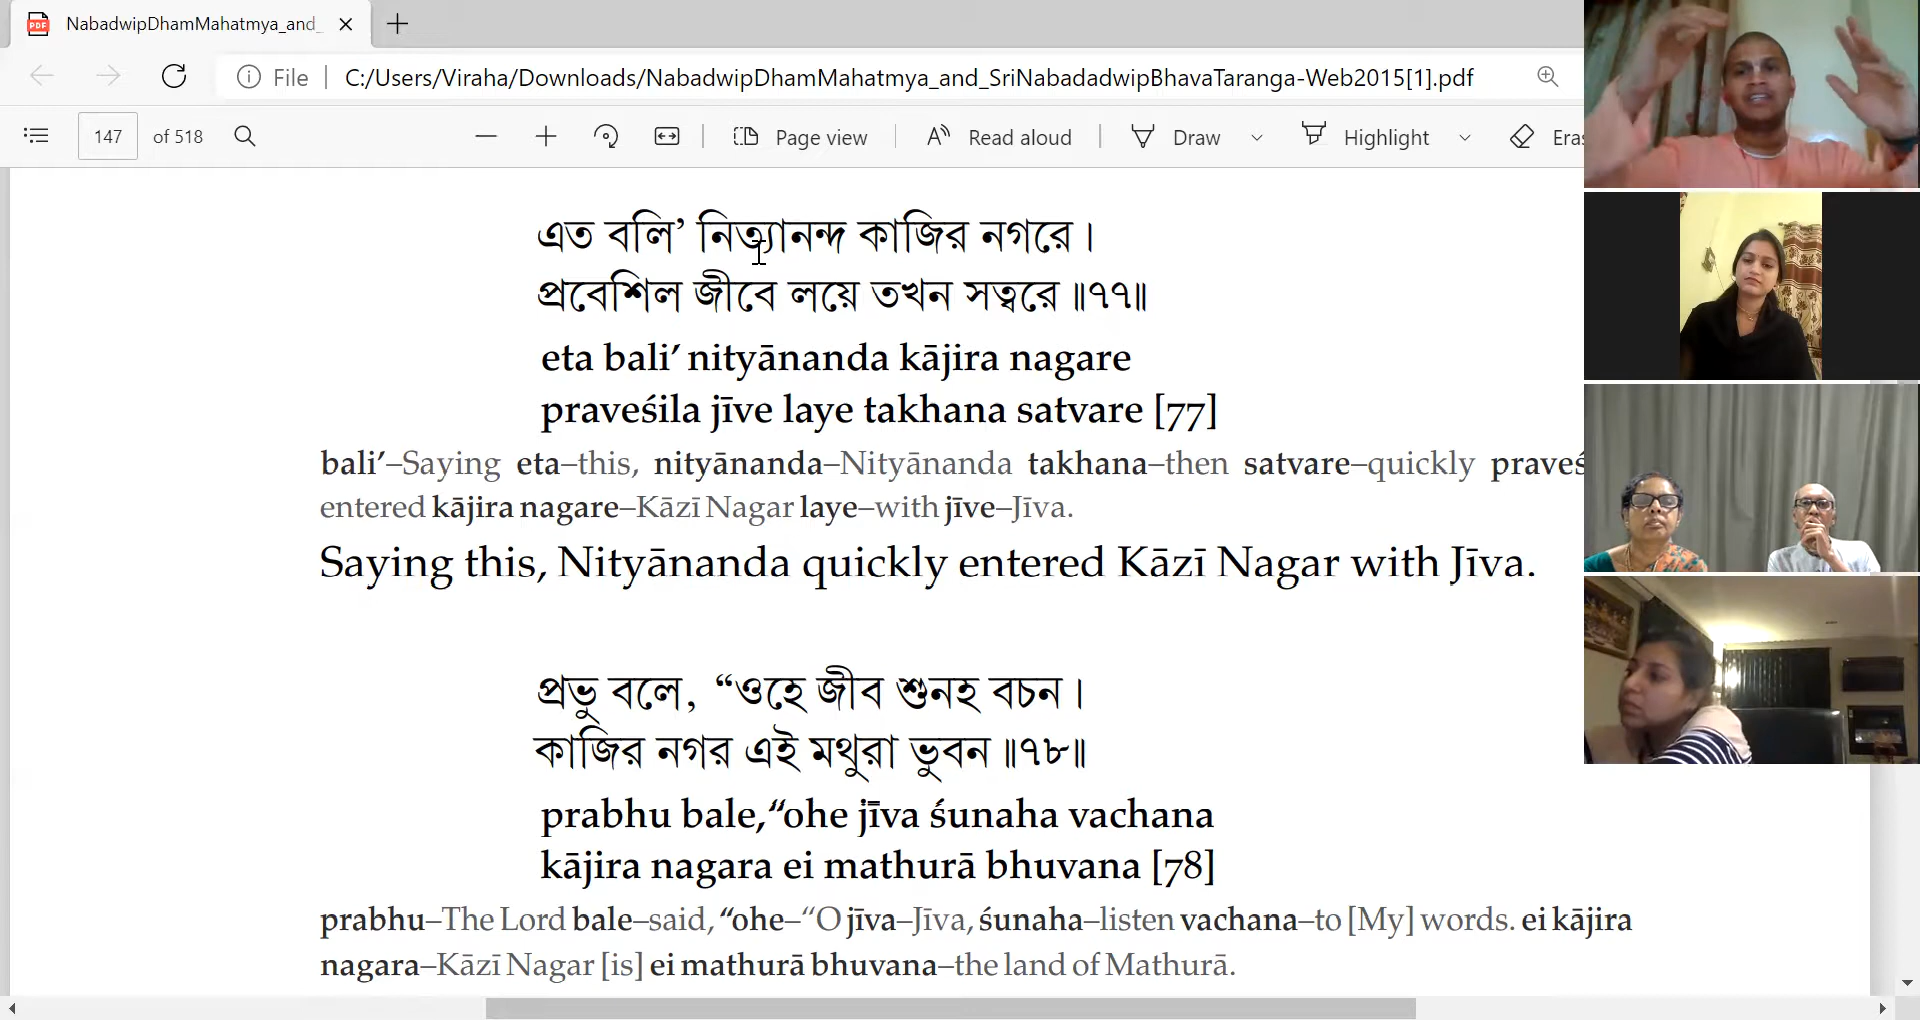 NabadwipDhamMahatmya_and_
File
C:/Users/Viraha/Downloads/NabadwipDhamMahatmya_and_SriNabadadwipBhavaTaranga-Web2015[1].pdf
147 of 518
Page view
Read aloud
Draw
Highlight
Eras
এত বলি’ নিত্যানন্দ কাজির নগরে ।
প্রবেশিল জীবে লয়ে তখন সত্বরে ॥৭৭॥
eta bali’ nityānanda kājira nagare
praveśila jīve laye takhana satvare [77]
bali’–Saying eta–this, nityānanda–Nityānanda takhana–then satvare–quickly praveś
entered kājira nagare–Kāzī Nagar laye–with jīve–Jīva.
Saying this, Nityānanda quickly entered Kāzī Nagar with Jīva.
প্রভু বলে, “ওহে জীব শুনহ বচন ।
কাজির নগর এই মথুরা ভুবন ॥৭৮॥
prabhu bale, “ohe jīva śunaha vachana
kājira nagara ei mathurā bhuvana [78]
prabhu–The Lord bale–said, “ohe–“O jīva–Jīva, śunaha–listen vachana–to [My] words. ei kājira
nagara–Kāzī Nagar [is] ei mathurā bhuvana–the land of Mathurā.